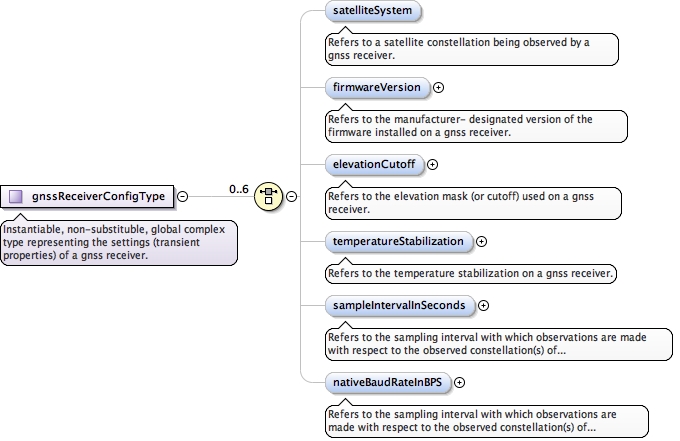 satelliteSystem
Refers to a satellite constellation being observed by a
gnss receiver.
firmwareVersion
Refers to the manufacturer- designated version of the
firmware installed on a gnss receiver.
elevationCutoff
Refers to the elevation mask (or cutoff) used on a gnss
receiver.
gnssReceiverConfigType
0..6
Instantiable, non-substituble, global complex
type representing the settings (transient
properties) of a gnss receiver.
temperatureStabilization
Refers to the temperature stabilization on a gnss receiver.
sampleIntervalInSeconds
Refers to the sampling interval with which observations are made
with respect to the observed constellation(s) of...
nativeBaudRateInBPS
Refers to the sampling interval with which observations are
made with respect to the observed constellation(s) of...